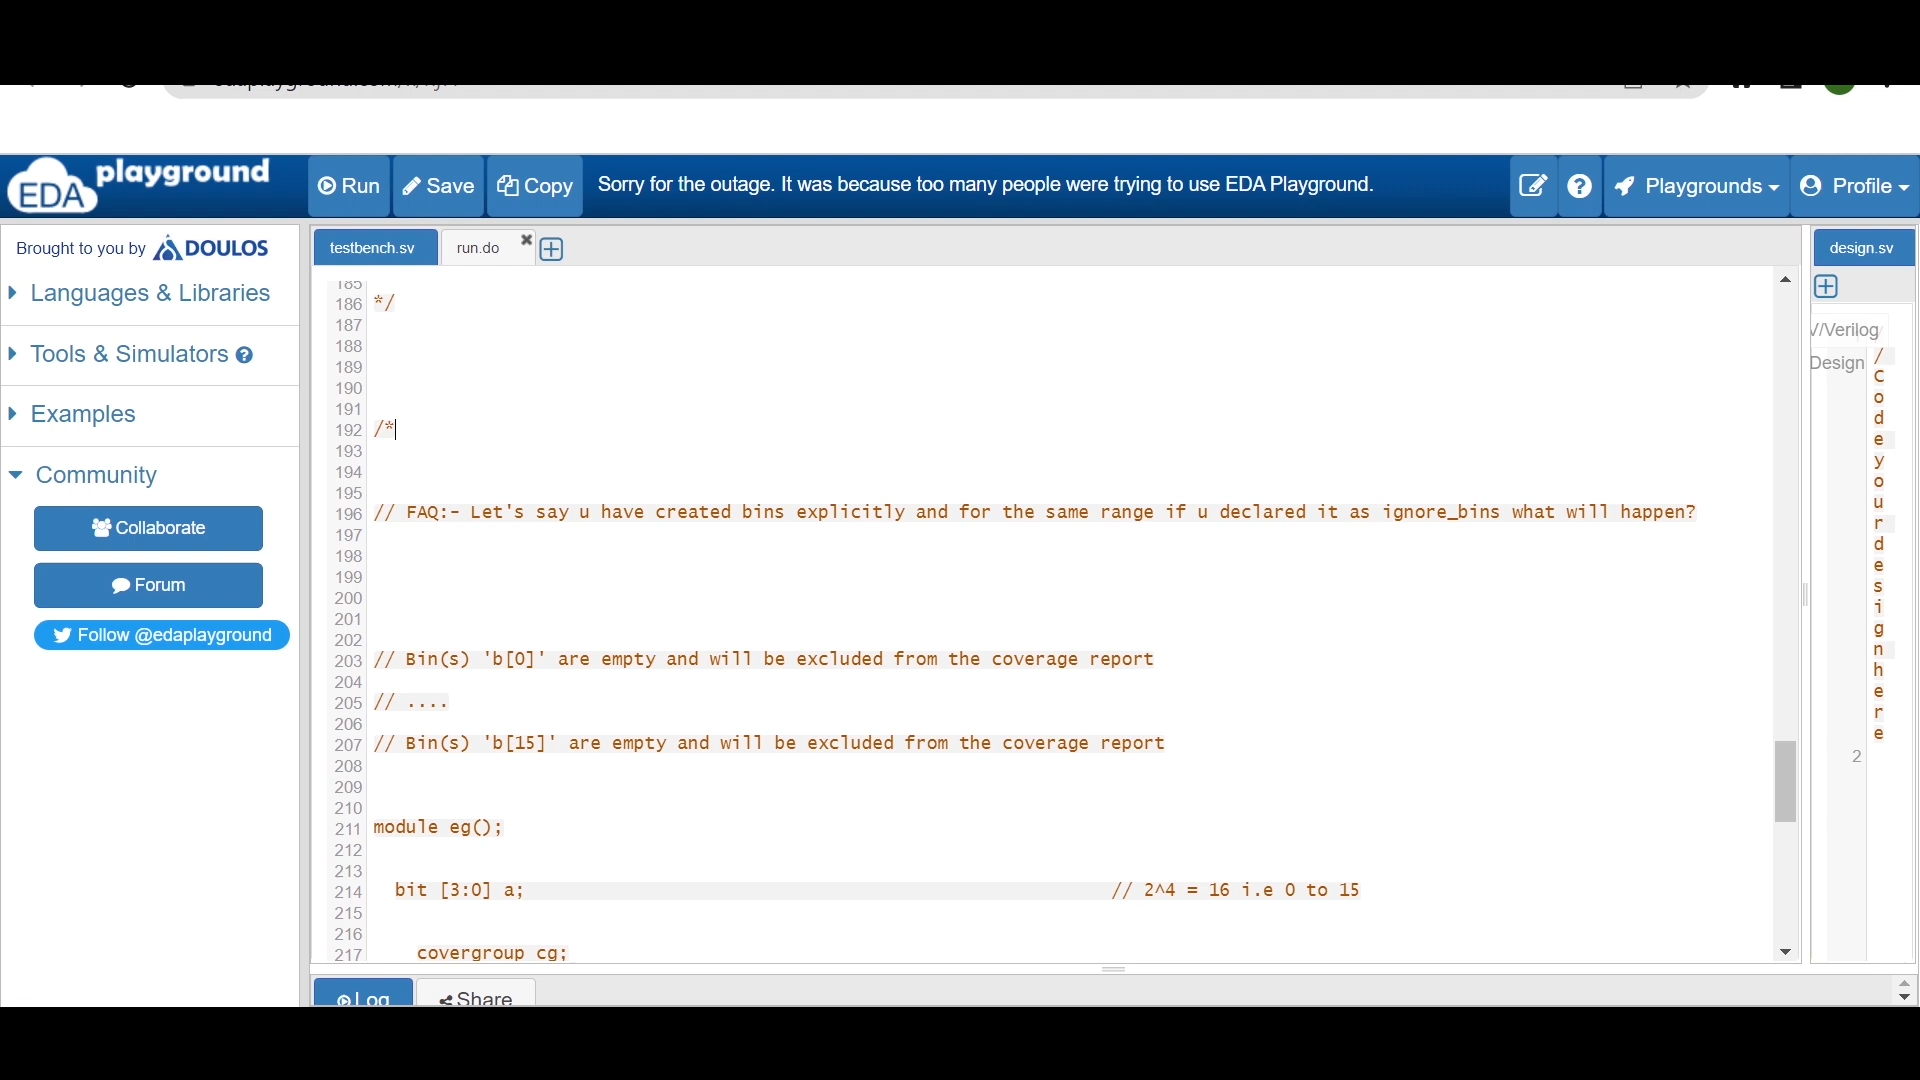 EDA playground
Run
Save
Copy
Sorry for the outage. It was because too many people were trying to use EDA Playground.
Playgrounds
Profile
Brought to you by DOULOS
Languages & Libraries
Tools & Simulators
Examples
Community
Collaborate
Forum
Follow @edaplayground
testbench.sv
run.do
185
186 */
187
188
189
190
191
192 /*
193
194
195
196 // FAQ:- Let's say u have created bins explicitly and for the same range if u declared it as ignore_bins what will happen?
197
198
199
200
201
202
203 // Bin(s) 'b[0]' are empty and will be excluded from the coverage report
204
205 // ....
206
207 // Bin(s) 'b[15]' are empty and will be excluded from the coverage report
208
209
210
211 module eg();
212
213
214 bit [3:0] a; // 2^4 = 16 i.e 0 to 15
215
216
217 covergroup cg;
Log
Share
design.sv
V/Verilog
Design
/
C
o
d
e
y
o
u
r
d
e
s
i
g
n
h
e
r
e
2